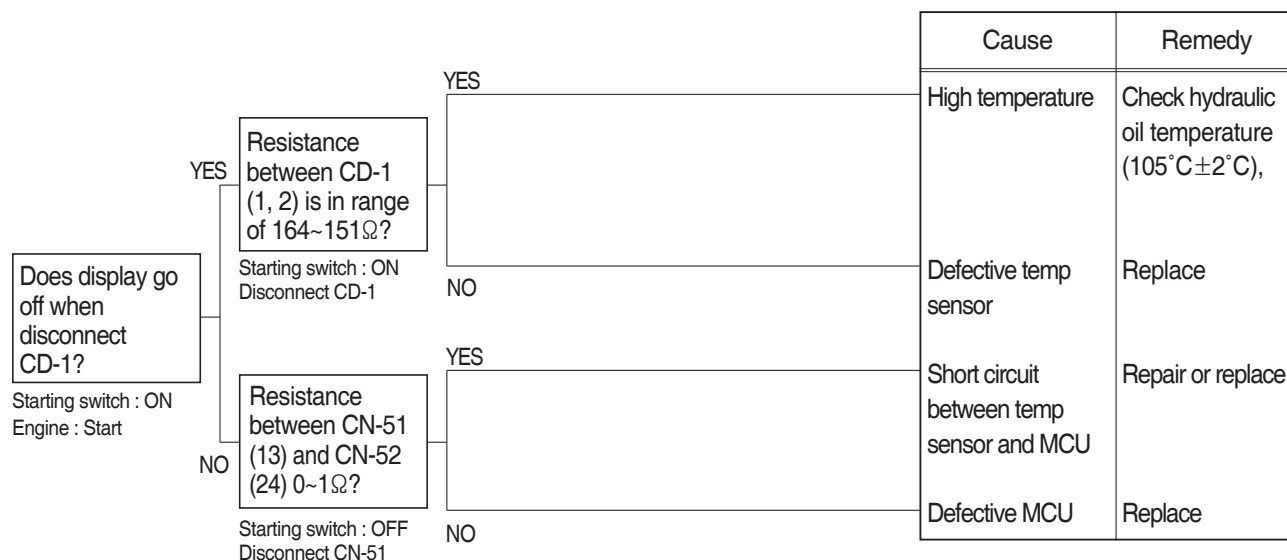 Cause
Remedy
YES
High temperature
Check hydraulic
oil temperature
(105˚C±2˚C),
Resistance
between CD-1
(1, 2) is in range
of 164~151Ω?
YES
Starting switch : ON
Disconnect CD-1
NO
Defective temp
sensor
Replace
Does display go
off when
disconnect
CD-1?
Starting switch : ON
Engine : Start
YES
Short circuit
between temp
sensor and MCU
Repair or replace
Resistance
between CN-51
(13) and CN-52
(24) 0~1Ω?
NO
Starting switch : OFF
Disconnect CN-51
NO
Defective MCU
Replace